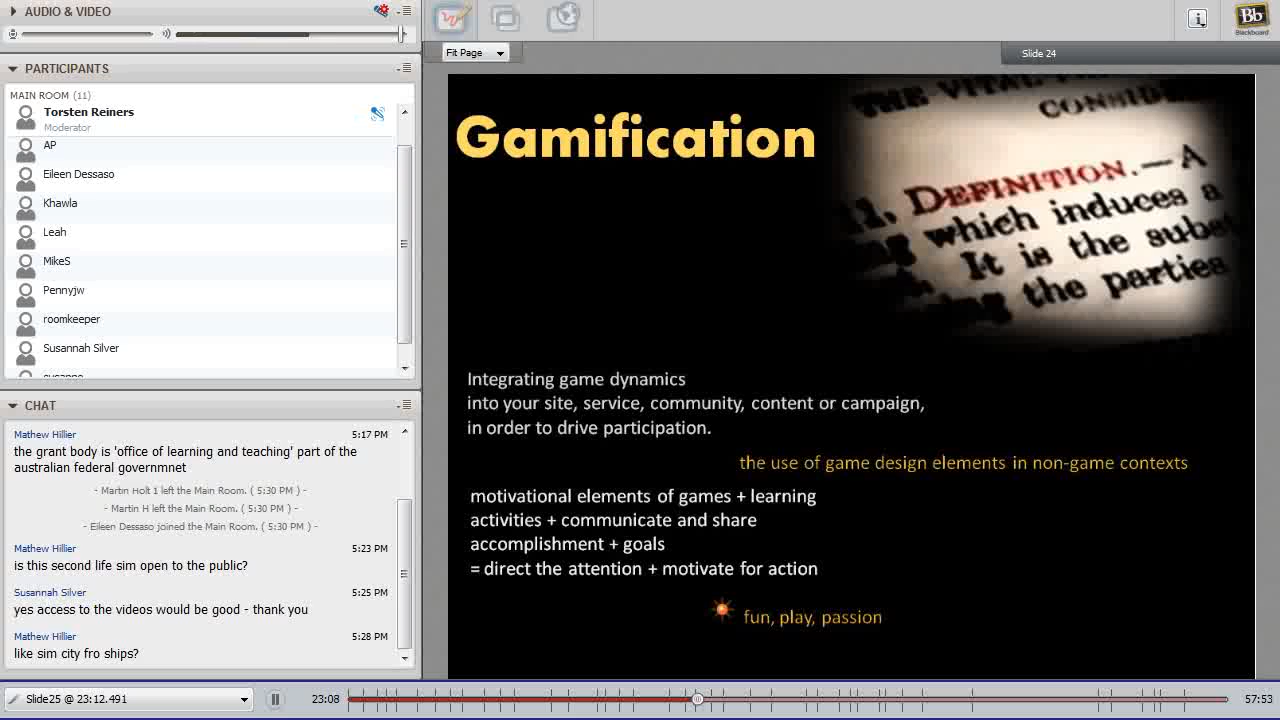 AUDIO & VIDEO
PARTICIPANTS
MAIN ROOM (11)
Torsten Reiners
Moderator
AP
Eileen Dessaso
Khawla
Leah
MikeS
Pennyjw
roomkeeper
Susannah Silver
CHAT
Mathew Hillier 5:17 PM
the grant body is 'office of learning and teaching' part of the
australian federal governmnet
- Martin Holt 1 left the Main Room. ( 5:30 PM ) -
- Martin H left the Main Room. ( 5:30 PM ) -
- Eileen Dessaso joined the Main Room. ( 5:30 PM ) -
Mathew Hillier 5:23 PM
is this second life sim open to the public?
Susannah Silver 5:25 PM
yes access to the videos would be good - thank you
Mathew Hillier 5:28 PM
like sim city fro ships?
Slide25 @ 23:12.491
23:08
57:53
Bb
Blackboard
Fit Page
Slide 24
Gamification
THE VITAL
CONSID
1. DEFINITION.—A
which induces a
It is the subst
the parties
Integrating game dynamics
into your site, service, community, content or campaign,
in order to drive participation.
the use of game design elements in non-game contexts
motivational elements of games + learning
activities + communicate and share
accomplishment + goals
= direct the attention + motivate for action
fun, play, passion